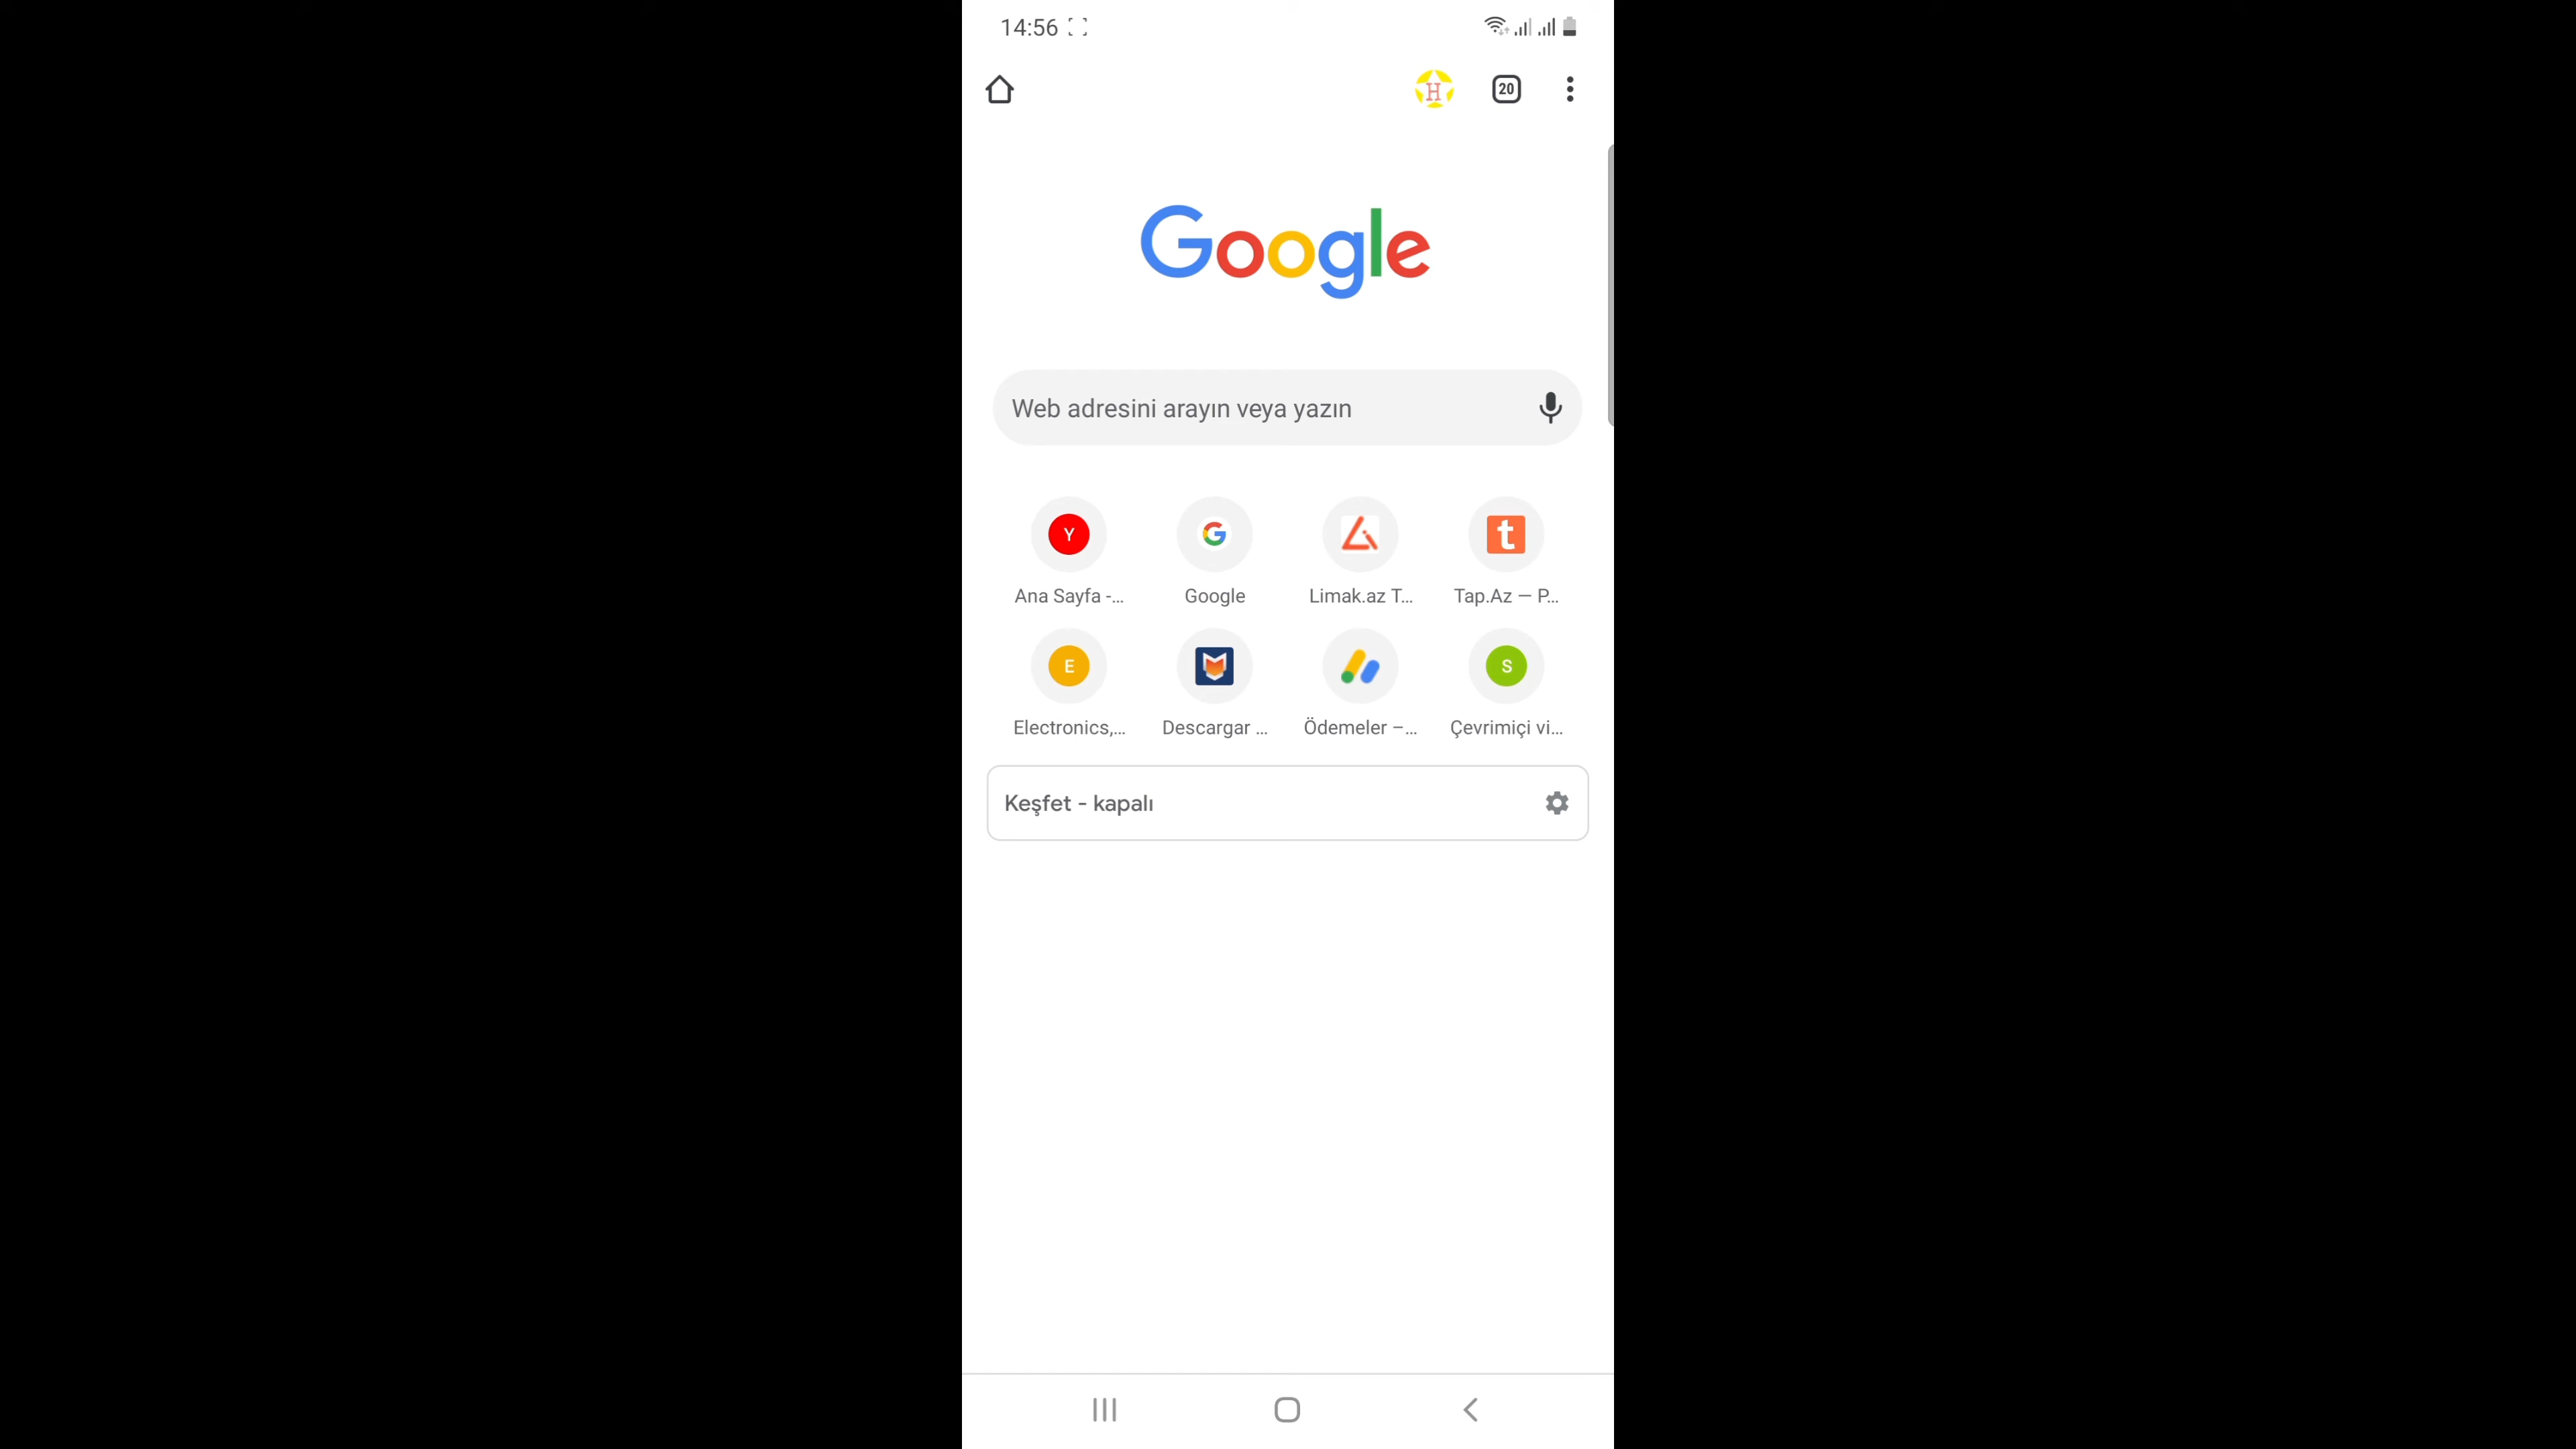 14:56
H
20
Google
Web adresini arayın veya yazın
Y
t
Ana Sayfa -...
Google
Limak.az T...
Tap.Az — P...
E
S
Electronics,...
Descargar ...
Ödemeler –...
Çevrimiçi vi...
Keşfet - kapalı